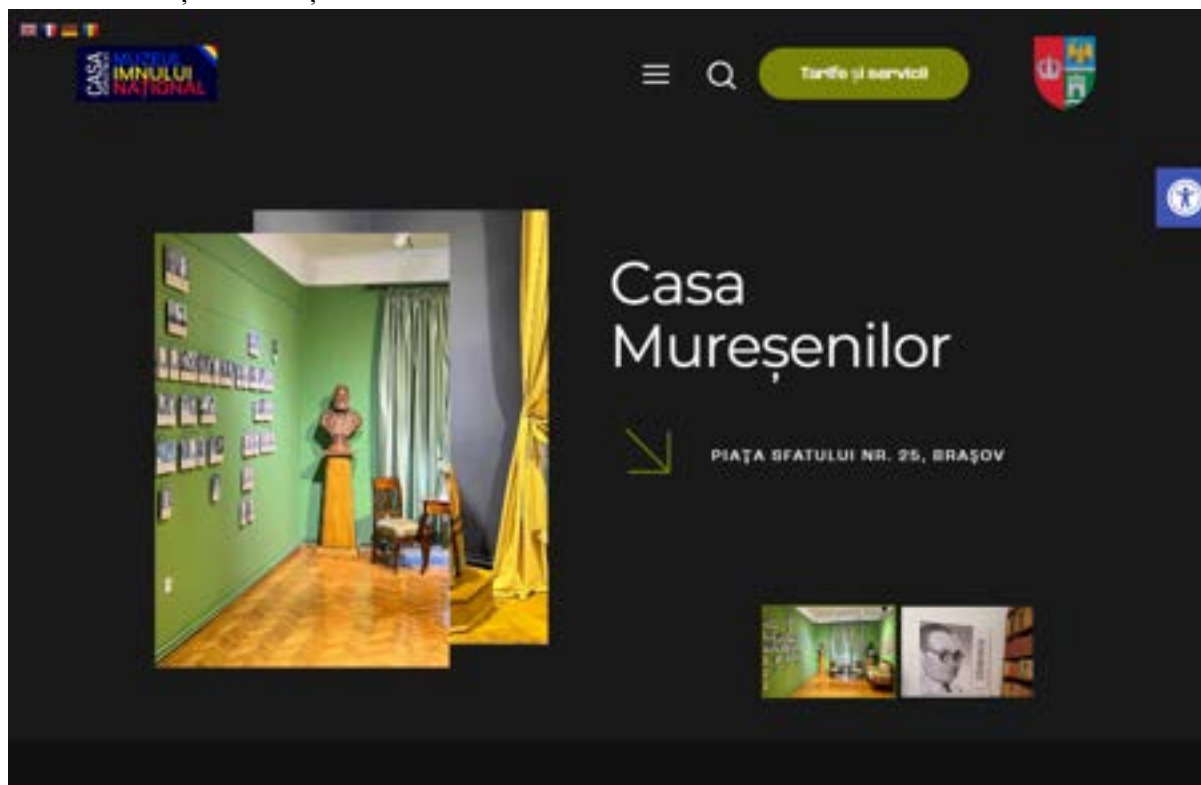 CASA
MUZEUL
IMNULUI
NAȚIONAL
Tarife și servicii
Casa
Mureșenilor
PIAȚA SFATULUI NR. 25, BRAȘOV